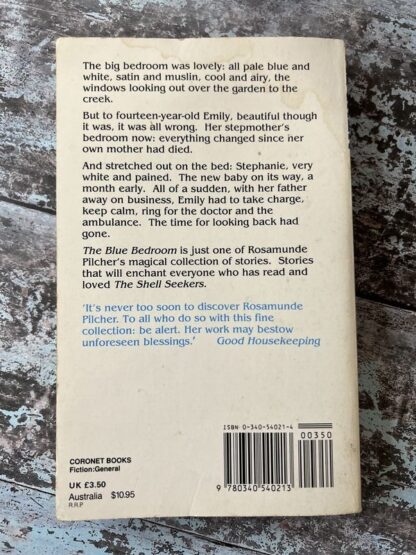 The big bedroom was lovely: all pale blue and
white, satin and muslin, cool and airy, the
windows looking out over the garden to the
creek.
But to fourteen-year-old Emily, beautiful though
it was, it was all wrong. Her stepmother's
bedroom now: everything changed since her
own mother had died.
And stretched out on the bed: Stephanie, very
white and pained. The new baby on its way, a
month early. All of a sudden, with her father
away on business, Emily had to take charge,
keep calm, ring for the doctor and the
ambulance. The time for looking back had
gone.
The Blue Bedroom is just one of Rosamunde
Pilcher's magical collection of stories. Stories
that will enchant everyone who has read and
loved The Shell Seekers.
'It's never too soon to discover Rosamunde
Pilcher. To all who do so with this fine
collection: be alert. Her work may bestow
unforeseen blessings.' Good Housekeeping
ISBN 0-340-54021-4
00350
CORONET BOOKS
Fiction:General
UK £3.50
Australia $10.95
R.R.P
9 780340 540213